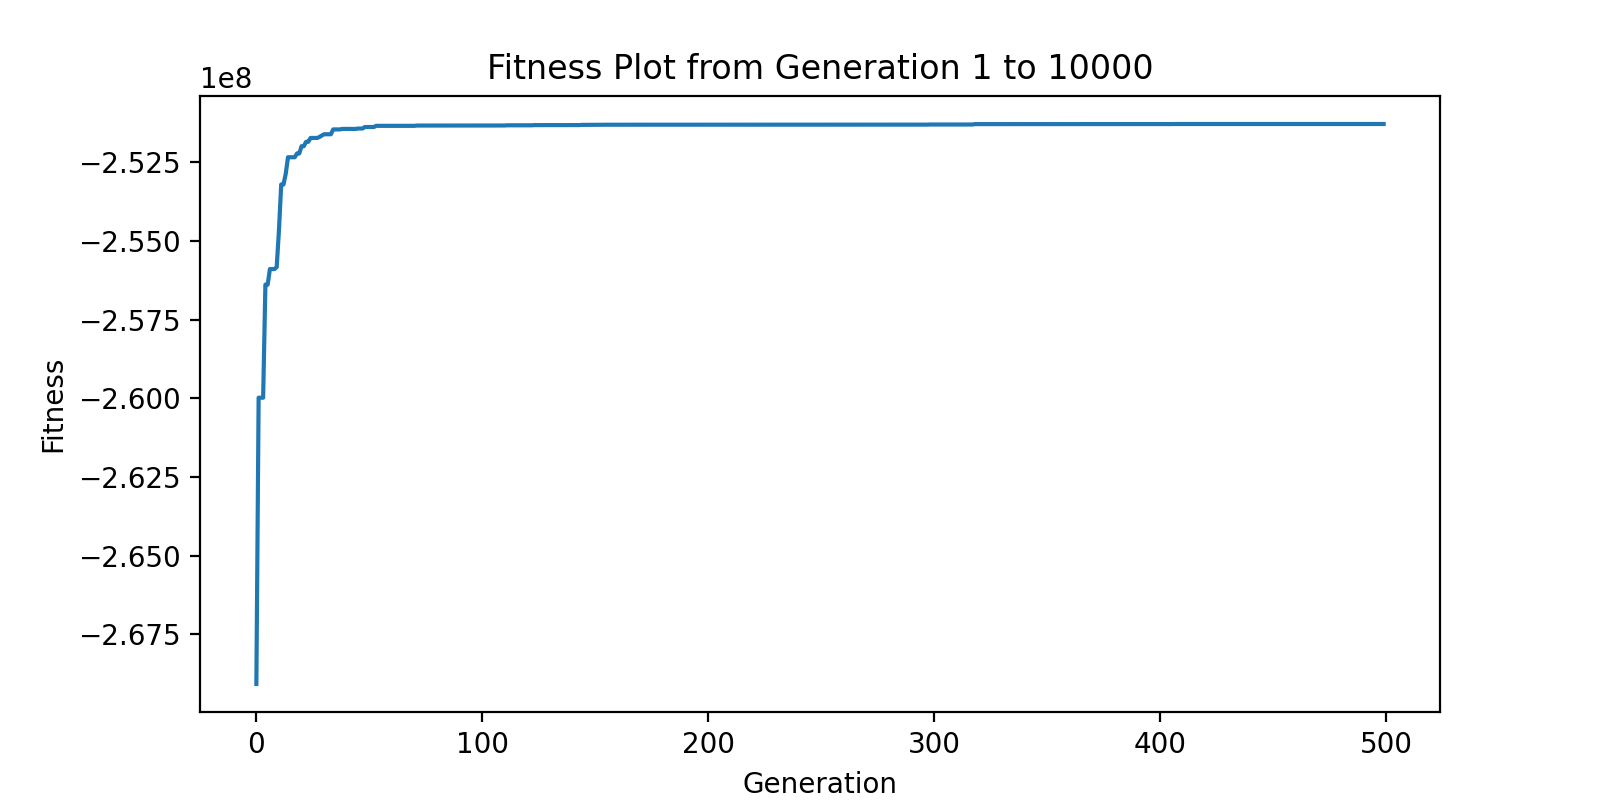 Fitness Plot from Generation 1 to 10000
1e8
−2.525
−2.550
−2.575
−2.600
−2.625
−2.650
−2.675
Fitness
0 100 200 300 400 500
Generation